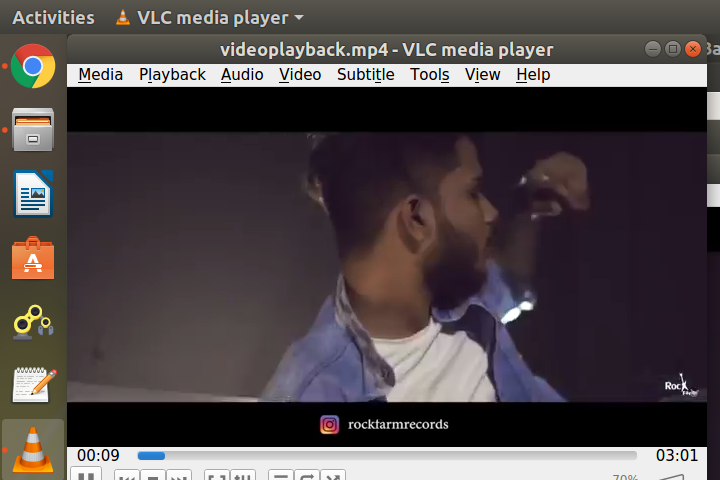 Activities VLC media player
videoplayback.mp4 - VLC media player
Media Playback Audio Video Subtitle Tools View Help
Rock
rockfarmrecords
00:09 03:01
70%